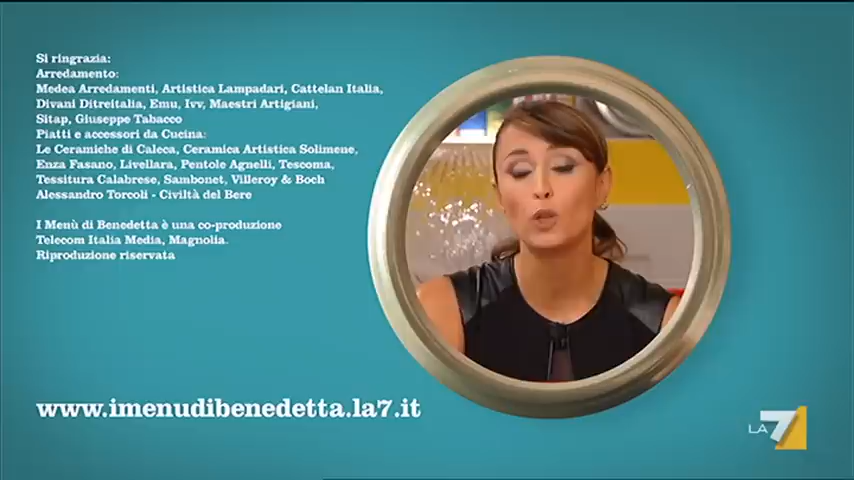 Si ringrazia:
Arredamento:
Medea Arredamenti, Artistica Lampadari, Cattelan Italia,
Divani Ditreitalia, Emu, Ivv, Maestri Artigiani,
Sitap, Giuseppe Tabacco
Piatti e accessori da Cucina:
Le Ceramiche di Caleca, Ceramica Artistica Solimene,
Enza Fasano, Livellara, Pentole Agnelli, Tescoma,
Tessitura Calabrese, Sambonet, Villeroy & Boch
Alessandro Torcoli - Civiltà del Bere
I Menù di Benedetta è una co-produzione
Telecom Italia Media, Magnolia.
Riproduzione riservata
www.imenudibenedetta.la7.it
LA7